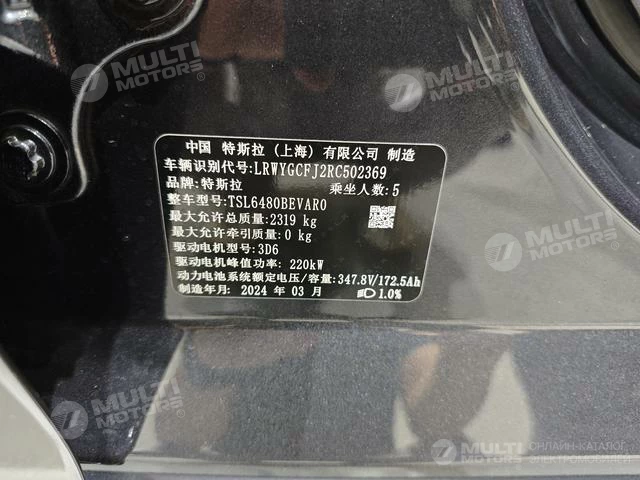 MULTI
MOTORS®
MULTI
MOTORS®
中国 特斯拉（上海）有限公司 制造
车辆识别代号:LRWYGCFJ2RC502369
品牌:特斯拉 乘坐人数:5
整车型号:TSL6480BEVAR0
最大允许总质量:2319 kg
最大允许牵引质量:0 kg
驱动电机型号:3D6
驱动电机峰值功率: 220kW
动力电池系统额定电压/容量:347.8V/172.5Ah
制造年月: 2024 年 03 月 1.0%
MULTI
MOTORS®
MULTI
MOTORS
ОНЛАЙН-КАТАЛОГ
ЭЛЕКТРОМОБИЛЕЙ